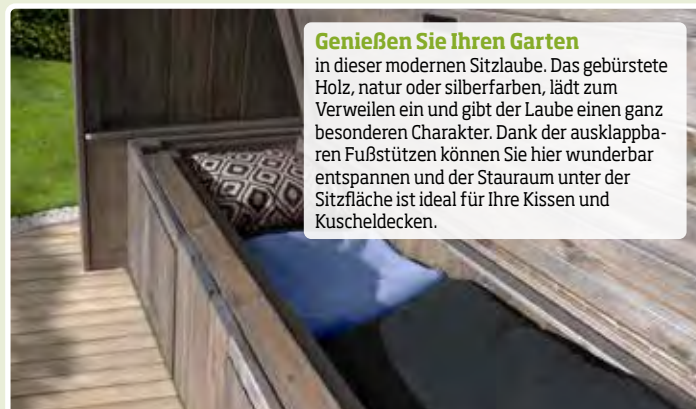 Genießen Sie Ihren Garten
in dieser modernen Sitzlaube. Das gebürstete
Holz, natur oder silberfarben, lädt zum
Verweilen ein und gibt der Laube einen ganz
besonderen Charakter. Dank der ausklappba-
ren Fußstützen können Sie hier wunderbar
entspannen und der Stauraum unter der
Sitzfläche ist ideal für Ihre Kissen und
Kuscheldecken.